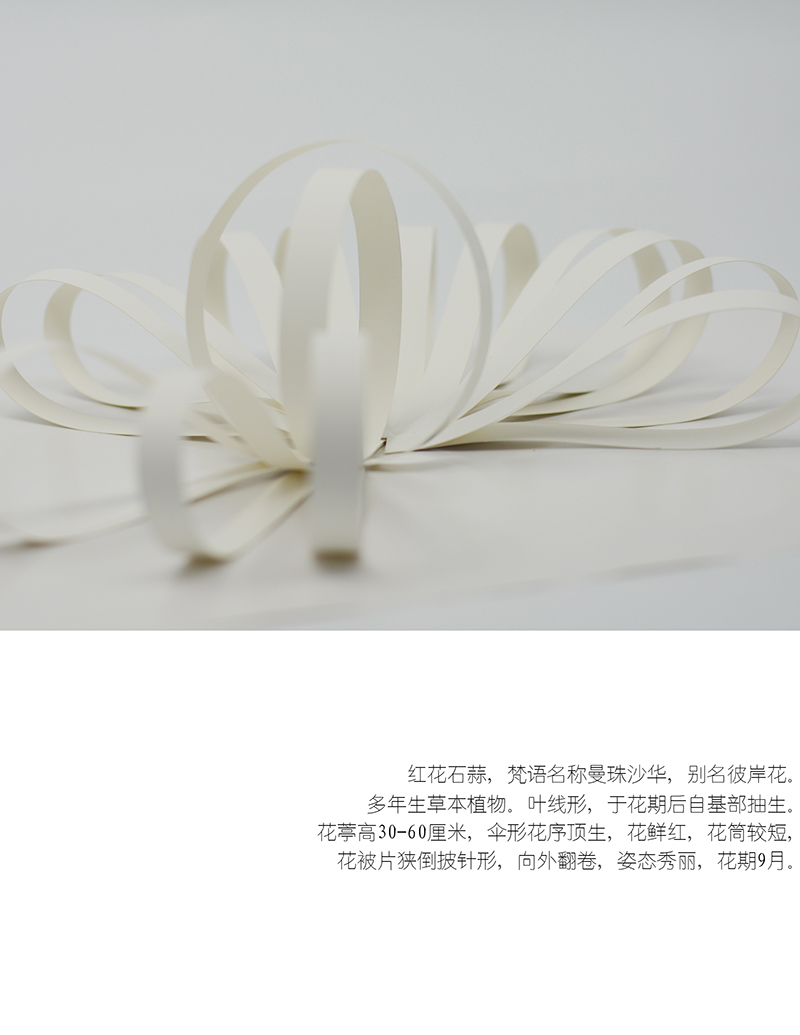 红花石蒜，梵语名称曼珠沙华，别名彼岸花。
多年生草本植物。叶线形，于花期后自基部抽生。
花葶高30-60厘米，伞形花序顶生，花鲜红，花筒较短，
花被片狭倒披针形，向外翻卷，姿态秀丽，花期9月。